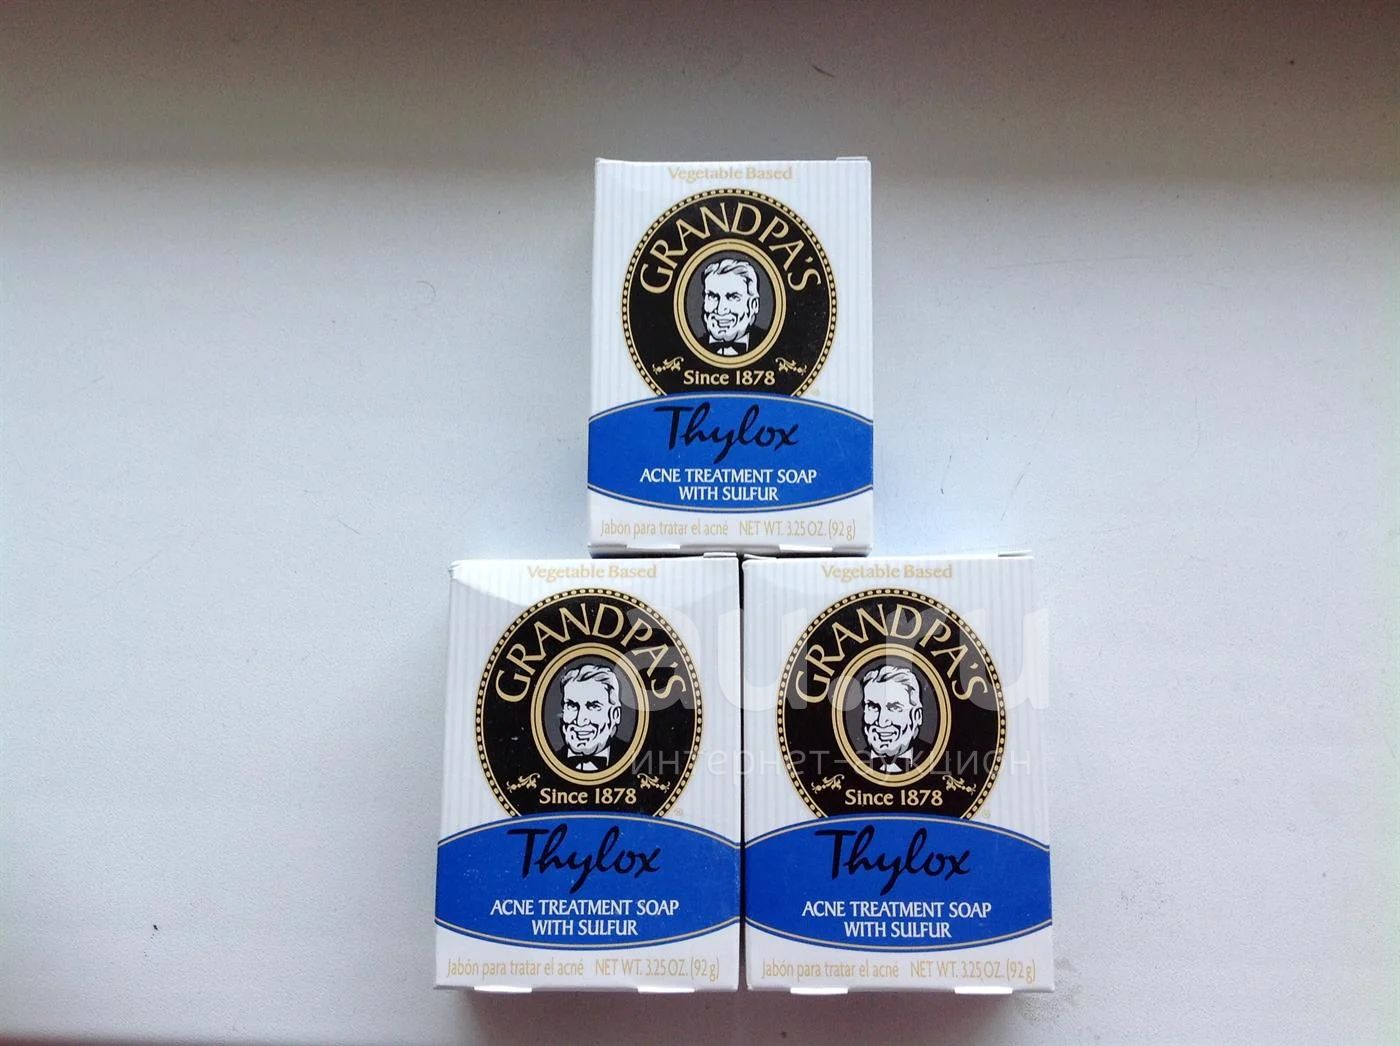 Vegetable Based
GRANDPA'S
Since 1878
Thylox
ACNE TREATMENT SOAP
WITH SULFUR
Jabón para tratar el acné NET WT. 3.25 OZ. (92 g)
Vegetable Based
GRANDPA'S
Since 1878
Thylox
ACNE TREATMENT SOAP
WITH SULFUR
Jabón para tratar el acné NET WT. 3.25 OZ. (92 g)
Vegetable Based
GRANDPA'S
Since 1878
Thylox
ACNE TREATMENT SOAP
WITH SULFUR
Jabón para tratar el acné NET WT. 3.25 OZ. (92 g)
au.ru
интернет-аукцион